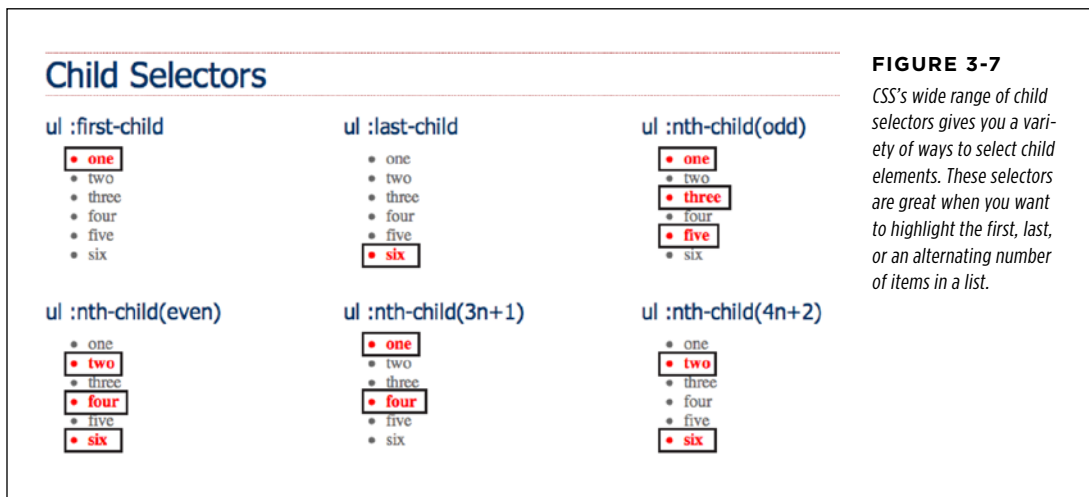 Child Selectors
ul :first-child
• one
• two
• three
• four
• five
• six
ul :last-child
• one
• two
• three
• four
• five
• six
ul :nth-child(odd)
• one
• two
• three
• four
• five
• six
ul :nth-child(even)
• one
• two
• three
• four
• five
• six
ul :nth-child(3n+1)
• one
• two
• three
• four
• five
• six
ul :nth-child(4n+2)
• one
• two
• three
• four
• five
• six
FIGURE 3-7
CSS's wide range of child
selectors gives you a vari-
ety of ways to select child
elements. These selectors
are great when you want
to highlight the first, last,
or an alternating number
of items in a list.